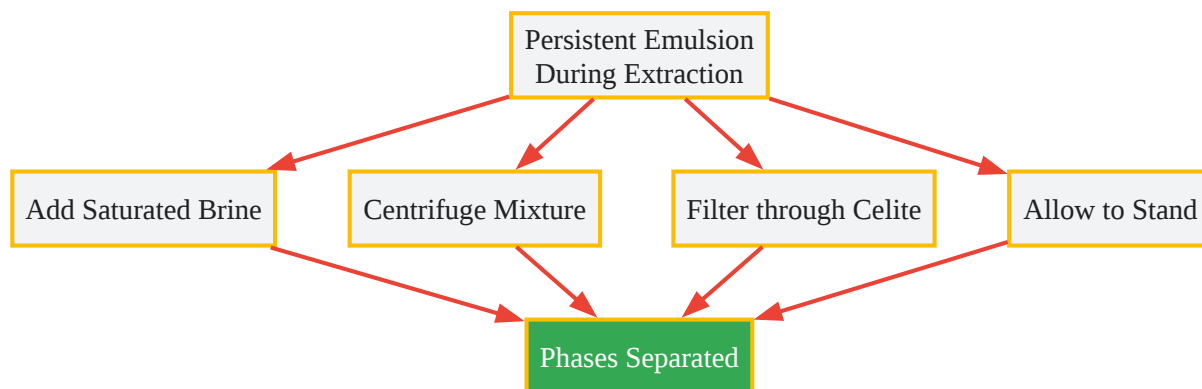 Persistent Emulsion
During Extraction
Add Saturated Brine
Centrifuge Mixture
Filter through Celite
Allow to Stand
Phases Separated